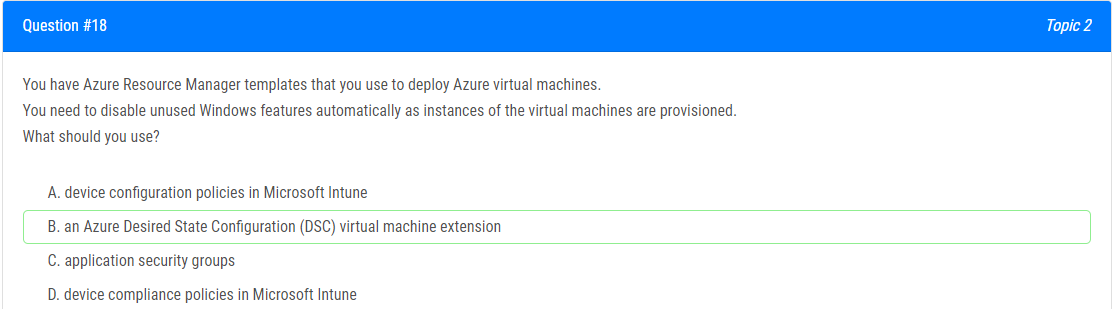 Question #18
Topic 2
You have Azure Resource Manager templates that you use to deploy Azure virtual machines.
You need to disable unused Windows features automatically as instances of the virtual machines are provisioned.
What should you use?
A. device configuration policies in Microsoft Intune
B. an Azure Desired State Configuration (DSC) virtual machine extension
C. application security groups
D. device compliance policies in Microsoft Intune